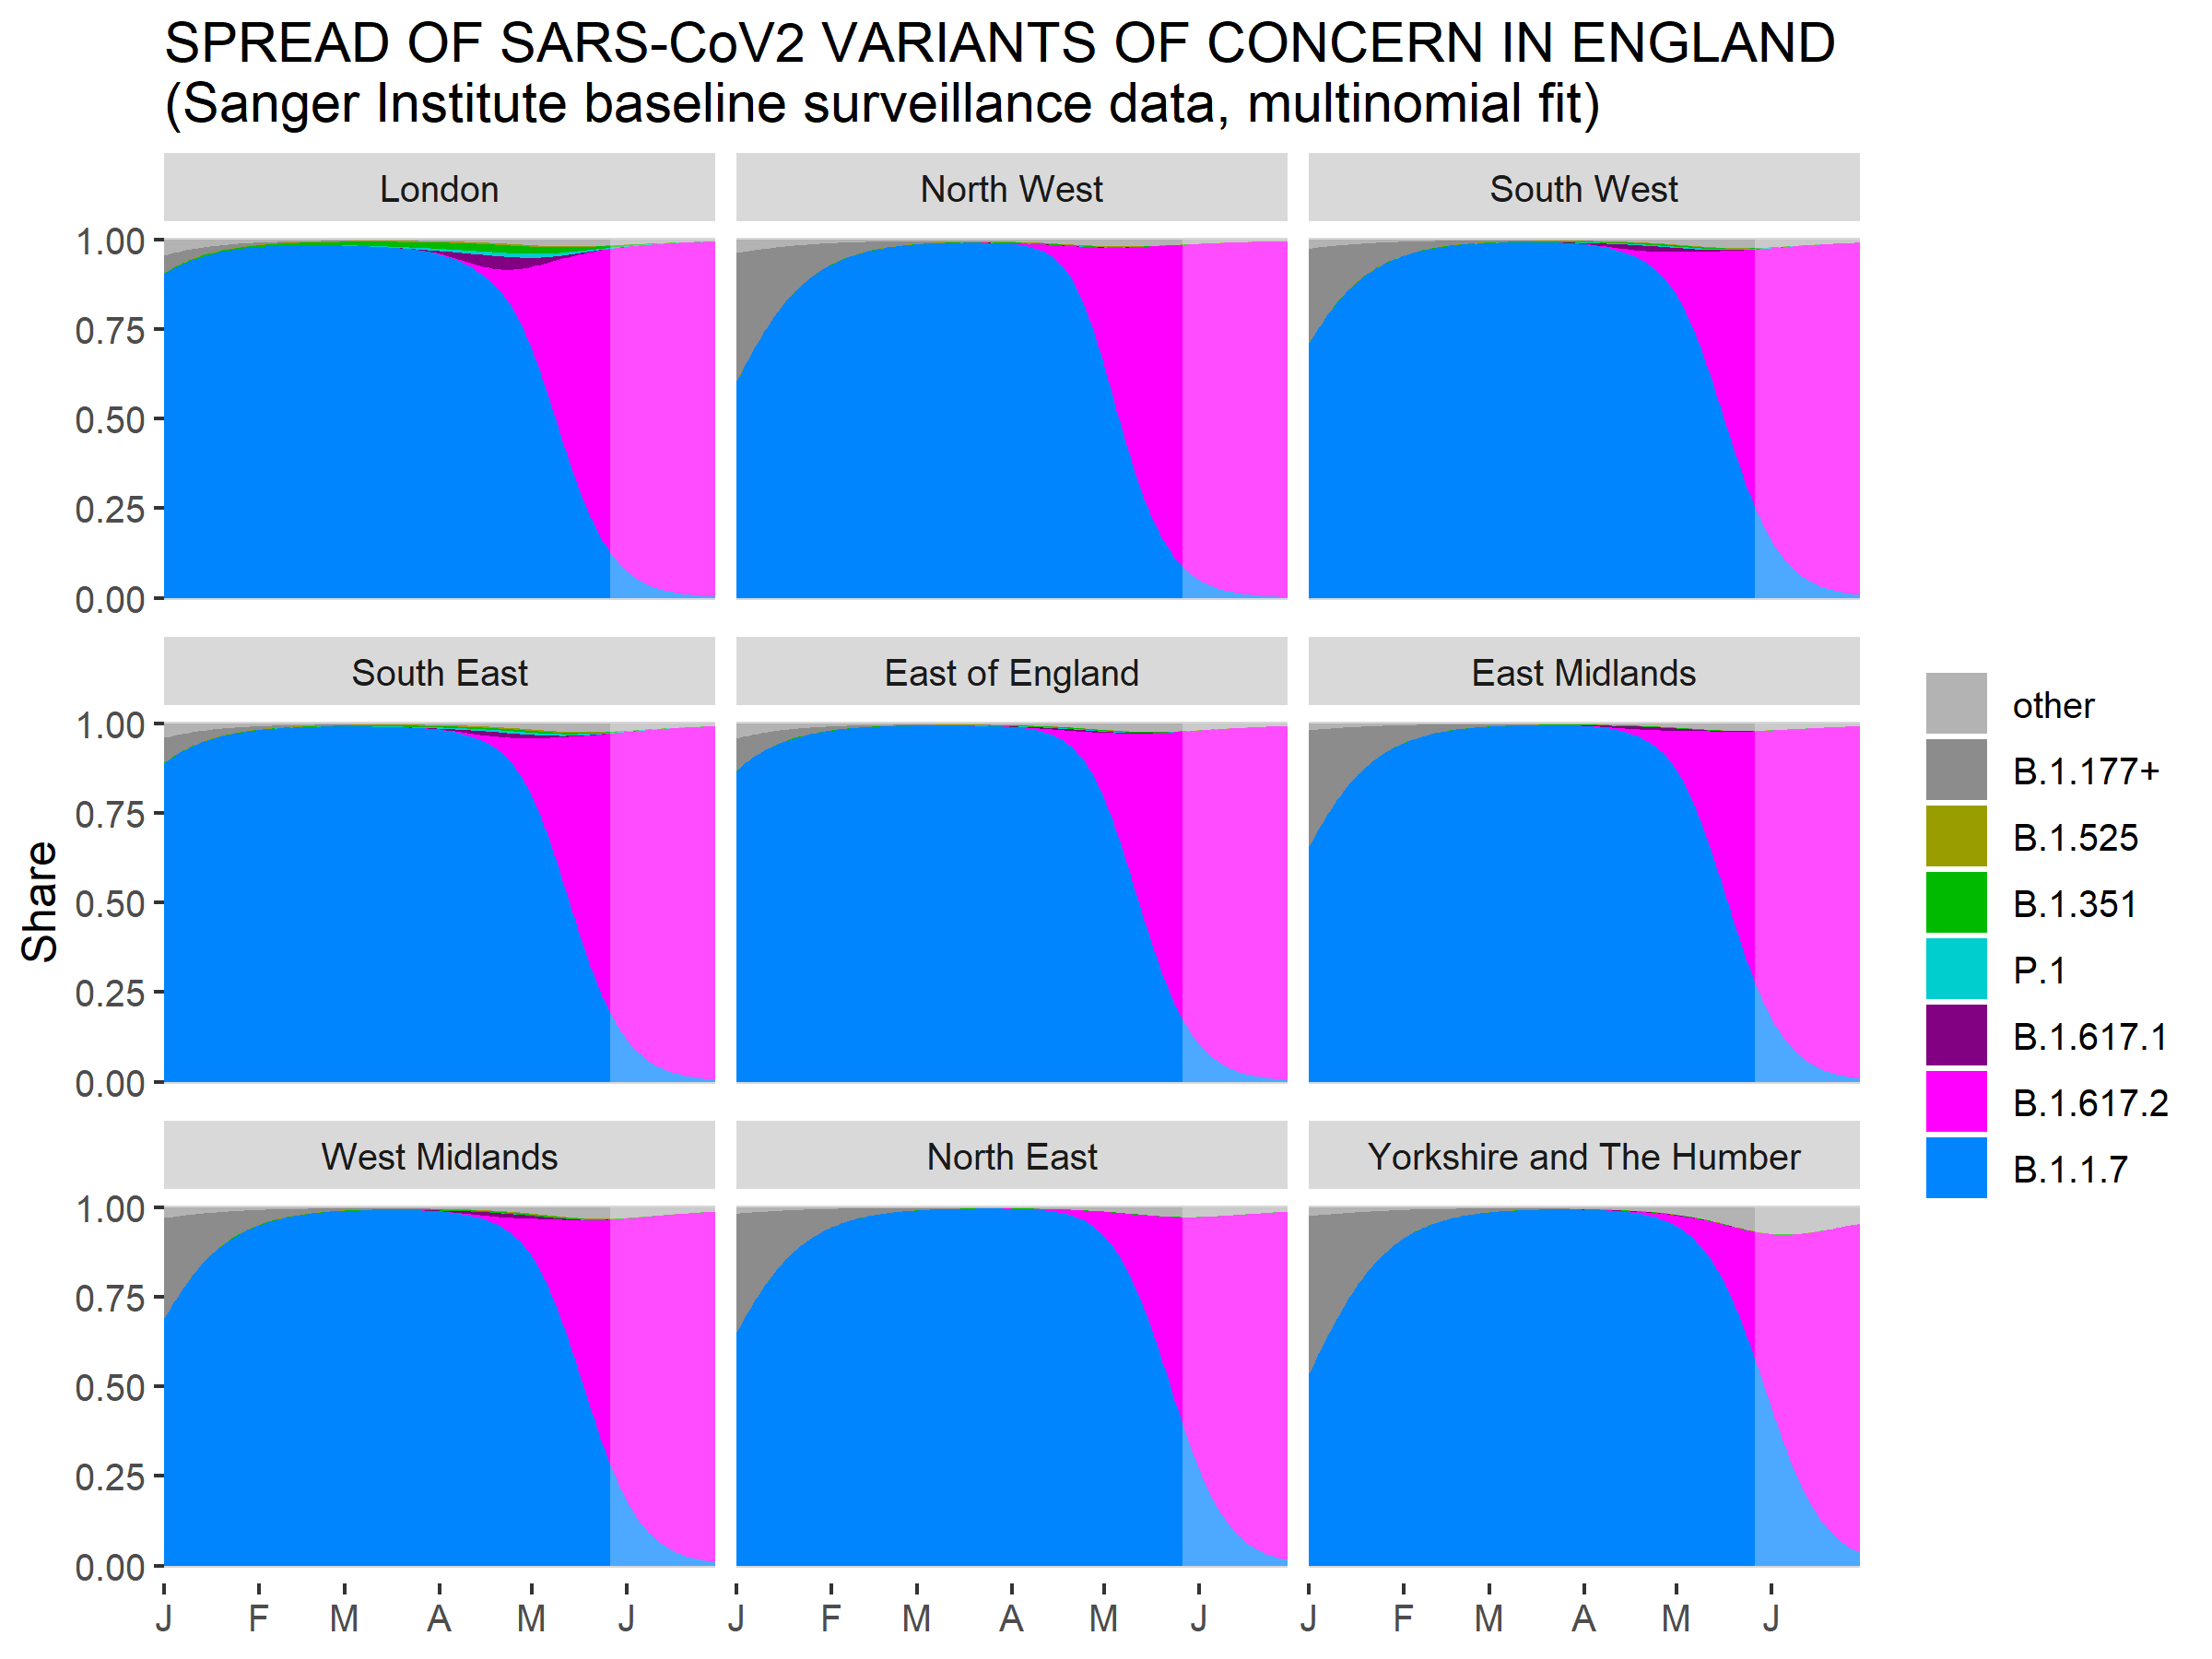 SPREAD OF SARS-CoV2 VARIANTS OF CONCERN IN ENGLAND
(Sanger Institute baseline surveillance data, multinomial fit)
London
North West
South West
1.00
0.75
0.50
0.25
0.00
South East
East of England
East Midlands
1.00
0.75
0.50
0.25
0.00
Share
West Midlands
North East
Yorkshire and The Humber
1.00
0.75
0.50
0.25
0.00
J F M A M J
J F M A M J
J F M A M J
other
B.1.177+
B.1.525
B.1.351
P.1
B.1.617.1
B.1.617.2
B.1.1.7